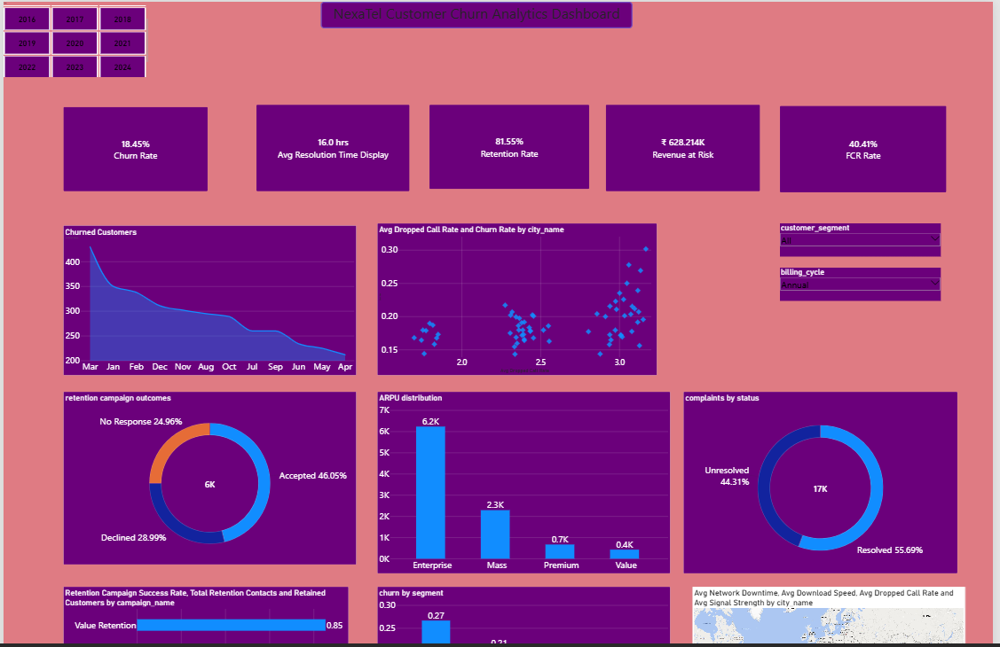 NexaTel Customer Churn Analytics Dashboard
2016 2017 2018
2019 2020 2021
2022 2023 2024
18.45%
Churn Rate
16.0 hrs
Avg Resolution Time Display
81.55%
Retention Rate
₹ 628.214K
Revenue at Risk
40.41%
FCR Rate
Churned Customers
400
350
300
250
200
Mar Jan Feb Dec Nov Aug Oct Jul Sep Jun May Apr
Avg Dropped Call Rate and Churn Rate by city_name
0.30
0.25
0.20
0.15
2.0 2.5 3.0
customer_segment
All
billing_cycle
Annual
retention campaign outcomes
No Response 24.96%
Accepted 46.05%
6K
Declined 28.99%
ARPU distribution
7K
6K
5K
4K
3K
2K
1K
0K
6.2K
2.3K
0.7K
0.4K
Enterprise Mass Premium Value
complaints by status
Unresolved
44.31%
17K
Resolved 55.69%
Retention Campaign Success Rate, Total Retention Contacts and Retained
Customers by campaign_name
Value Retention 0.85
churn by segment
0.30
0.25
0.27
0.21
Avg Network Downtime, Avg Download Speed, Avg Dropped Call Rate and
Avg Signal Strength by city_name